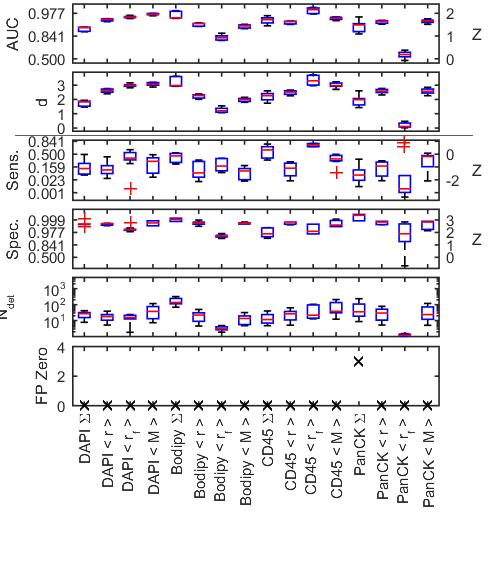 AUC
0.977
0.841
0.500
2
1
0
Z
d
3
2
1
0
Sens.
0.841
0.500
0.159
0.023
0.001
0
-2
Z
Spec.
0.999
0.977
0.841
0.500
3
2
1
0
Z
N_del
10^3
10^2
10^1
FP Zero
4
2
0
DAPI Σ
DAPI < r >
DAPI < r_f >
DAPI < M >
Bodipy Σ
Bodipy < r >
Bodipy < r_f >
Bodipy < M >
CD45 Σ
CD45 < r >
CD45 < r_f >
CD45 < M >
PanCK Σ
PanCK < r >
PanCK < r_f >
PanCK < M >